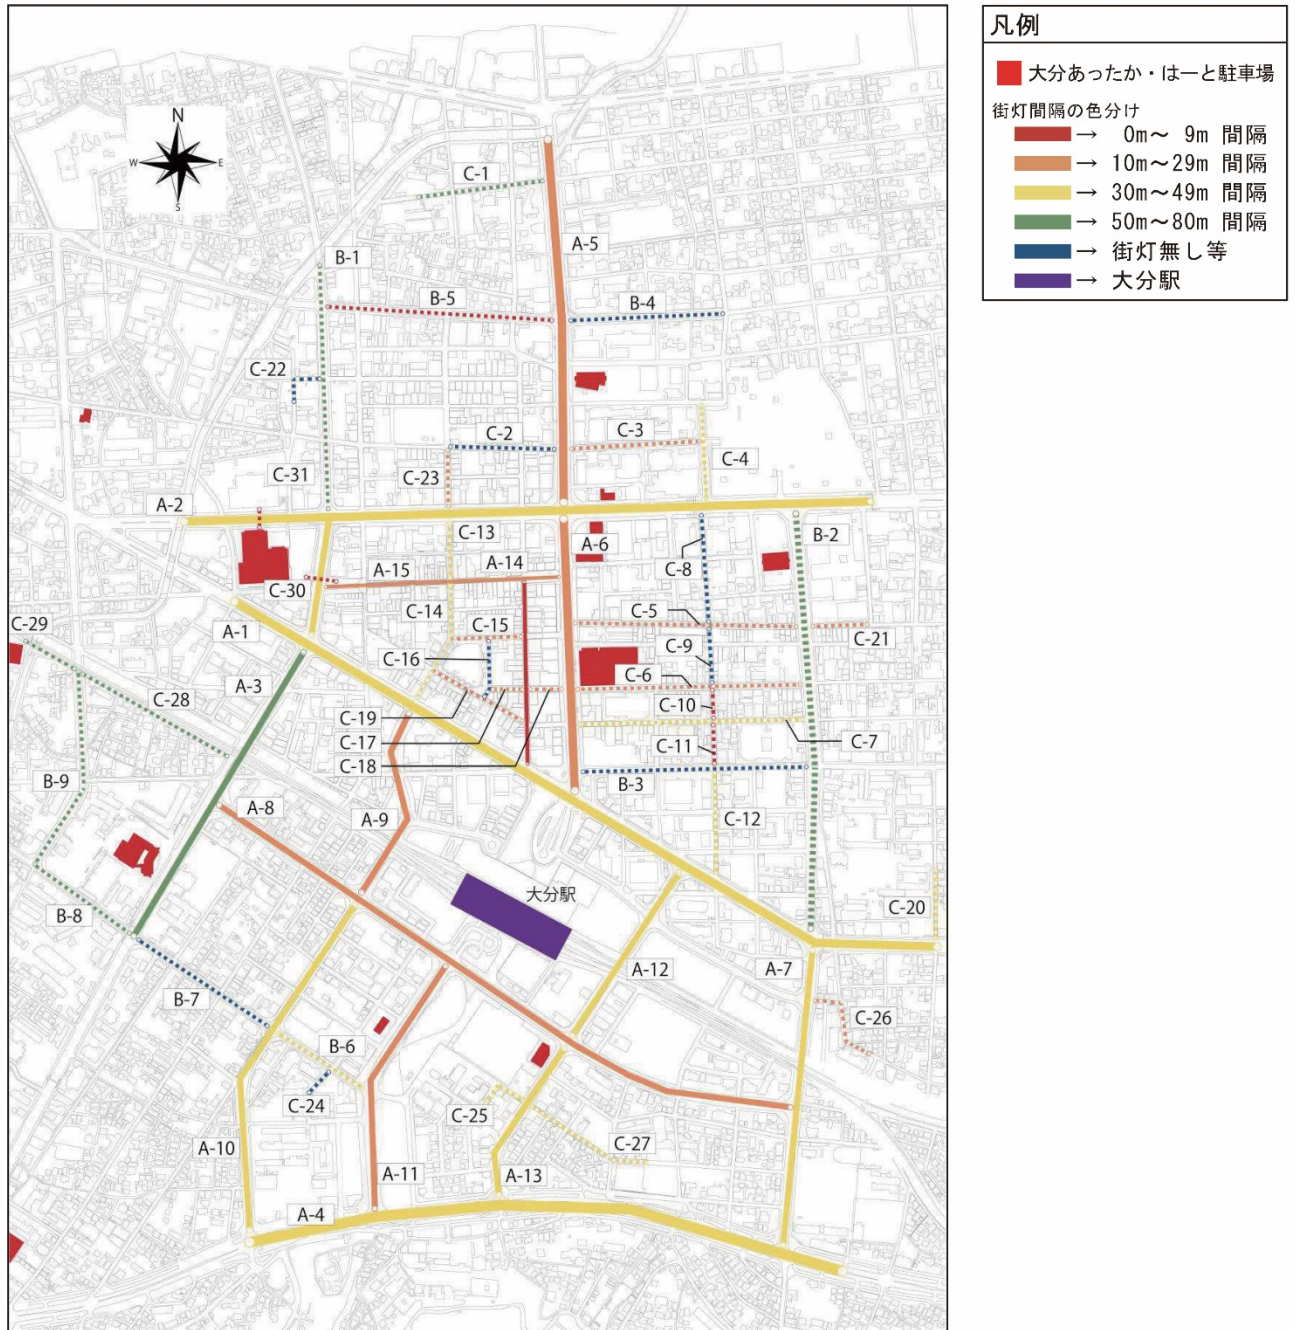 凡例
大分あったか・はーと駐車場
街灯間隔の色分け
→ 0m～ 9m 間隔
→ 10m～29m 間隔
→ 30m～49m 間隔
→ 50m～80m 間隔
→ 街灯無し等
→ 大分駅
N
W
E
S
C-1
A-5
B-1
B-5
B-4
C-22
C-2
C-3
C-4
C-31
C-23
A-2
C-13
A-6
B-2
C-8
A-15
A-14
C-30
C-14
C-15
C-5
C-21
C-29
A-1
C-16
C-9
A-3
C-6
C-28
C-19
C-10
C-17
C-7
C-18
C-11
B-9
B-3
A-8
A-9
C-12
大分駅
B-8
C-20
A-12
A-7
B-7
C-26
B-6
C-24
C-25
C-27
A-10
A-11
A-13
A-4